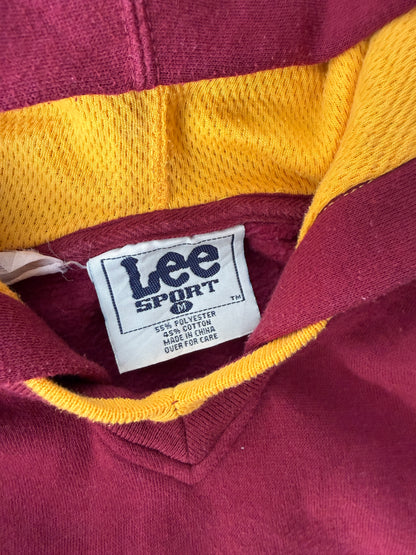 Lee
SPORT
M
TM
55% POLYESTER
45% COTTON
MADE IN CHINA
OVER FOR CARE